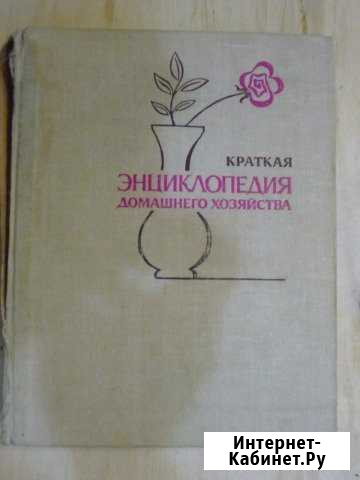 КРАТКАЯ
ЭНЦИКЛОПЕДИЯ
ДОМАШНЕГО ХОЗЯЙСТВА
Интернет-
Кабинет.Ру